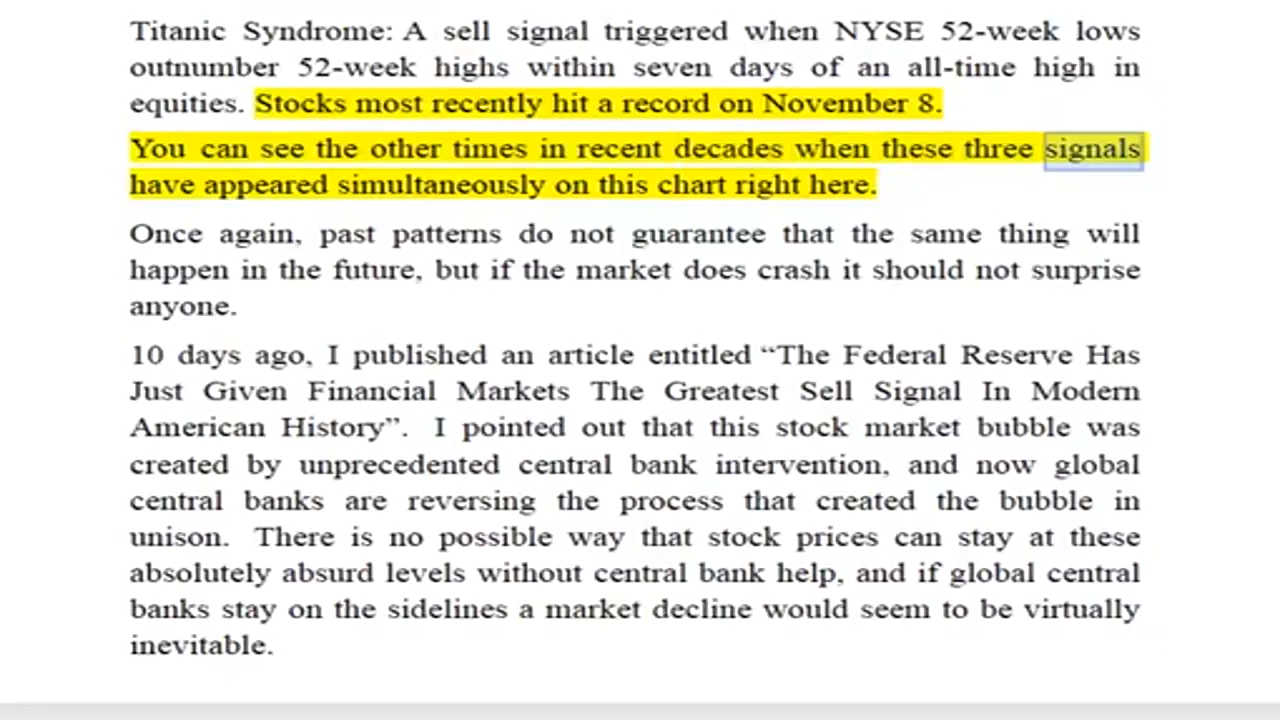 Titanic Syndrome: A sell signal triggered when NYSE 52-week lows
outnumber 52-week highs within seven days of an all-time high in
equities. Stocks most recently hit a record on November 8.
You can see the other times in recent decades when these three signals
have appeared simultaneously on this chart right here.
Once again, past patterns do not guarantee that the same thing will
happen in the future, but if the market does crash it should not surprise
anyone.
10 days ago, I published an article entitled “The Federal Reserve Has
Just Given Financial Markets The Greatest Sell Signal In Modern
American History”. I pointed out that this stock market bubble was
created by unprecedented central bank intervention, and now global
central banks are reversing the process that created the bubble in
unison. There is no possible way that stock prices can stay at these
absolutely absurd levels without central bank help, and if global central
banks stay on the sidelines a market decline would seem to be virtually
inevitable.